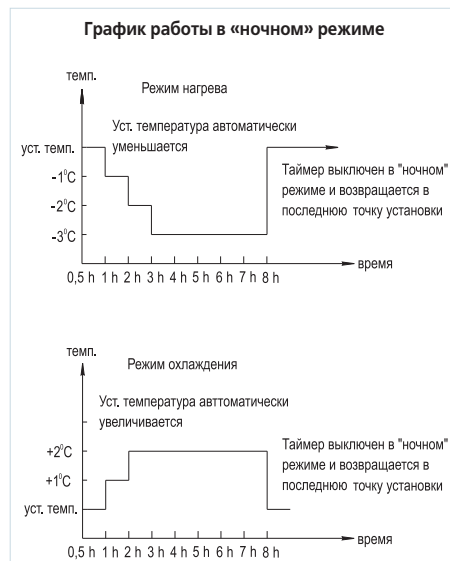 График работы в «ночном» режиме
темп.
Режим нагрева
Уст. температура автоматически
уменьшается
уст. темп.
Таймер выключен в "ночном"
режиме и возвращается в
последнюю точку установки
-1°C
-2°C
-3°C
время
0,5 h 1 h 2 h 3 h 4 h 5 h 6 h 7 h 8 h
темп.
Режим охлаждения
Уст. температура авттоматически
увеличивается
+2°C
Таймер выключен в "ночном"
режиме и возвращается в
последнюю точку установки
+1°C
уст. темп.
время
0,5 h 1 h 2 h 3 h 4 h 5 h 6 h 7 h 8 h